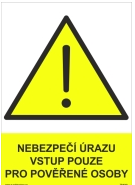 NEBEZPEČÍ ÚRAZU
VSTUP POUZE
PRO POVĚŘENÉ OSOBY